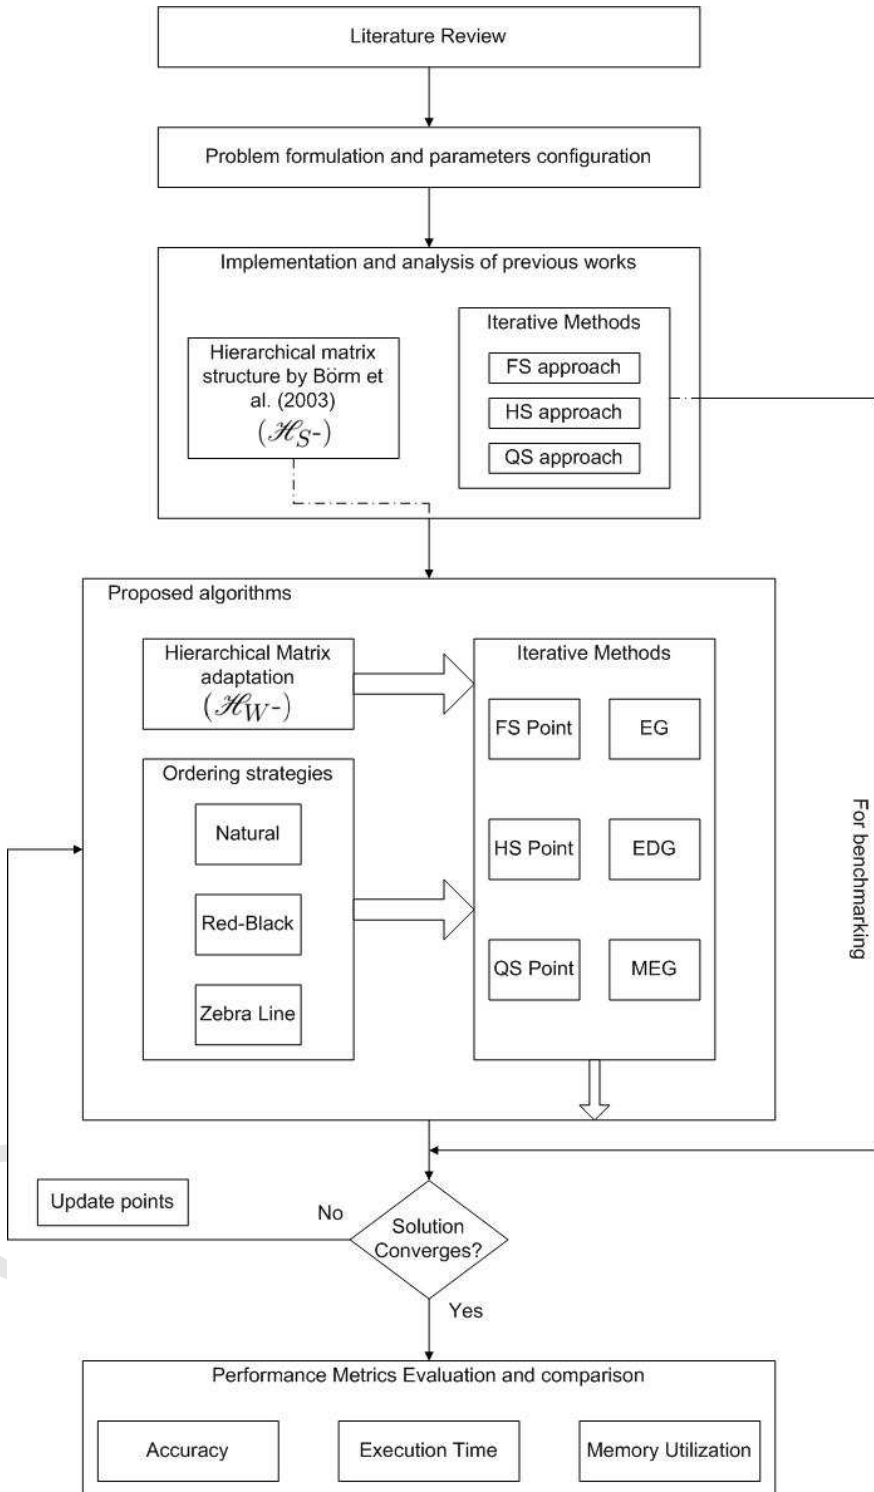 Literature Review
Problem formulation and parameters configuration
Implementation and analysis of previous works
Hierarchical matrix
structure by Börm et
al. (2003)
(ℋ_S-)
Iterative Methods
FS approach
HS approach
QS approach
For benchmarking
Proposed algorithms
Hierarchical Matrix
adaptation
(ℋ_W-)
Ordering strategies
Natural
Red-Black
Zebra Line
Iterative Methods
FS Point
EG
HS Point
EDG
QS Point
MEG
Update points
No
Solution
Converges?
Yes
Performance Metrics Evaluation and comparison
Accuracy
Execution Time
Memory Utilization